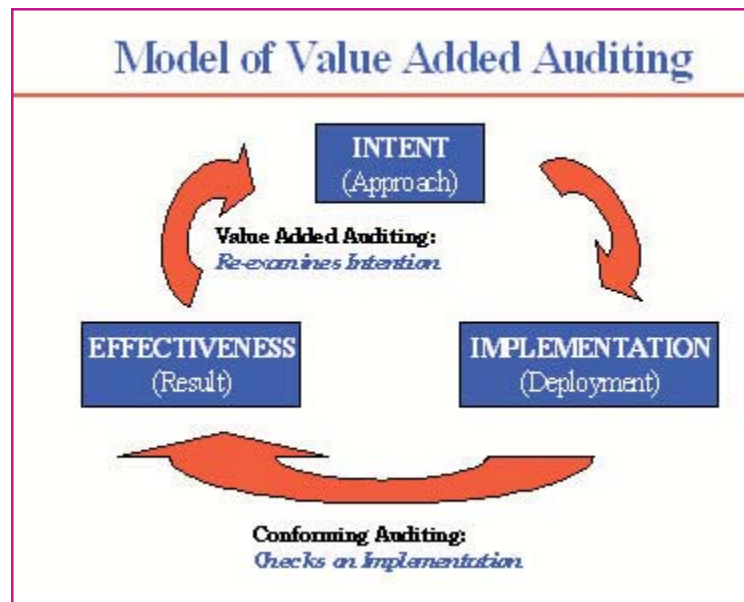 Model of Value Added Auditing
INTENT
(Approach)
Value Added Auditing:
Re-examines Intention
EFFECTIVENESS
(Result)
IMPLEMENTATION
(Deployment)
Conforming Auditing:
Checks on Implementation